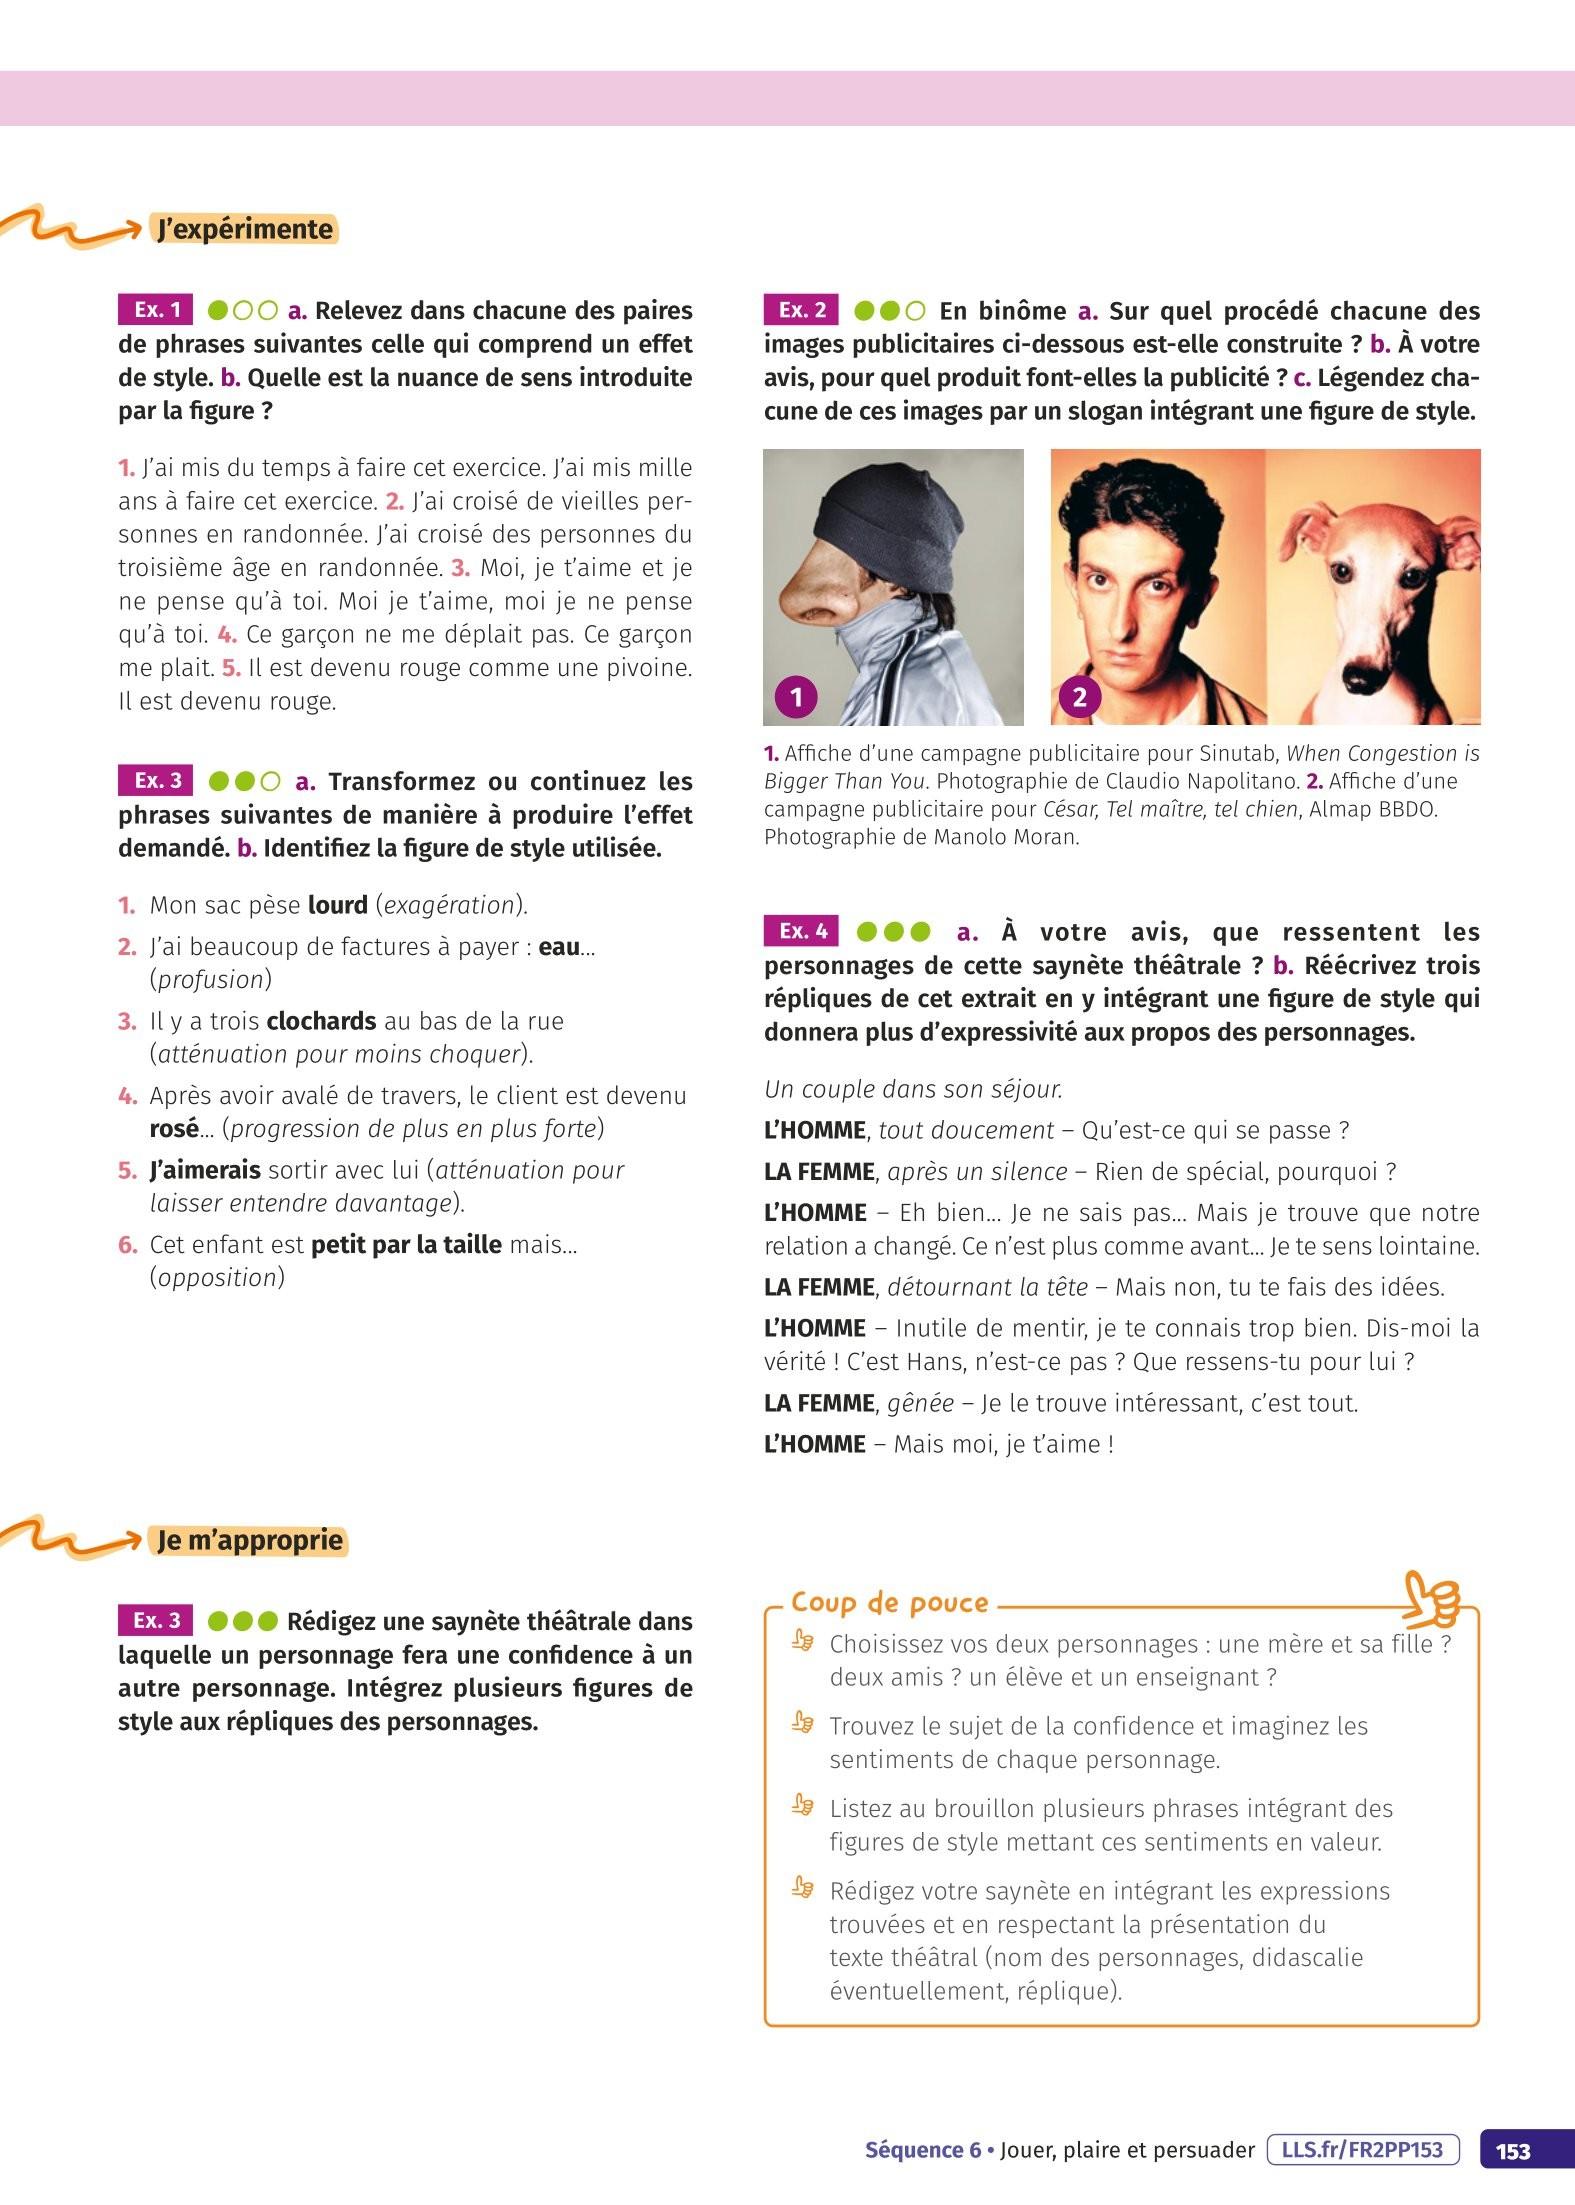 J'expérimente
Ex. 1 a. Relevez dans chacune des paires
de phrases suivantes celle qui comprend un effet
de style. b. Quelle est la nuance de sens introduite
par la figure ?
1. J'ai mis du temps à faire cet exercice. J'ai mis mille
ans à faire cet exercice. 2. J'ai croisé de vieilles per-
sonnes en randonnée. J'ai croisé des personnes du
troisième âge en randonnée. 3. Moi, je t'aime et je
ne pense qu'à toi. Moi je t'aime, moi je ne pense
qu'à toi. 4. Ce garçon ne me déplait pas. Ce garçon
me plait. 5. Il est devenu rouge comme une pivoine.
Il est devenu rouge.
Ex. 3 a. Transformez ou continuez les
phrases suivantes de manière à produire l'effet
demandé. b. Identifiez la figure de style utilisée.
1. Mon sac pèse lourd (exagération).
2. J'ai beaucoup de factures à payer : eau...
(profusion)
3. Il y a trois clochards au bas de la rue
(atténuation pour moins choquer).
4. Après avoir avalé de travers, le client est devenu
rosé... (progression de plus en plus forte)
5. J'aimerais sortir avec lui (atténuation pour
laisser entendre davantage).
6. Cet enfant est petit par la taille mais...
(opposition)
Ex. 2 En binôme a. Sur quel procédé chacune des
images publicitaires ci-dessous est-elle construite ? b. À votre
avis, pour quel produit font-elles la publicité ? c. Légendez cha-
cune de ces images par un slogan intégrant une figure de style.
1
2
1. Affiche d'une campagne publicitaire pour Sinutab, When Congestion is
Bigger Than You. Photographie de Claudio Napolitano. 2. Affiche d'une
campagne publicitaire pour César, Tel maître, tel chien, Almap BBDO.
Photographie de Manolo Moran.
Ex. 4 a. À votre avis, que ressentent les
personnages de cette saynète théâtrale ? b. Réécrivez trois
répliques de cet extrait en y intégrant une figure de style qui
donnera plus d'expressivité aux propos des personnages.
Un couple dans son séjour.
L'HOMME, tout doucement – Qu'est-ce qui se passe ?
LA FEMME, après un silence – Rien de spécial, pourquoi ?
L'HOMME – Eh bien... Je ne sais pas... Mais je trouve que notre
relation a changé. Ce n'est plus comme avant... Je te sens lointaine.
LA FEMME, détournant la tête – Mais non, tu te fais des idées.
L'HOMME – Inutile de mentir, je te connais trop bien. Dis-moi la
vérité ! C'est Hans, n'est-ce pas ? Que ressens-tu pour lui ?
LA FEMME, gênée – Je le trouve intéressant, c'est tout.
L'HOMME – Mais moi, je t'aime !
Je m'approprie
Ex. 3 Rédigez une saynète théâtrale dans
laquelle un personnage fera une confidence à un
autre personnage. Intégrez plusieurs figures de
style aux répliques des personnages.
Coup de pouce
Choisissez vos deux personnages : une mère et sa fille ?
deux amis ? un élève et un enseignant ?
Trouvez le sujet de la confidence et imaginez les
sentiments de chaque personnage.
Listez au brouillon plusieurs phrases intégrant des
figures de style mettant ces sentiments en valeur.
Rédigez votre saynète en intégrant les expressions
trouvées et en respectant la présentation du
texte théâtral (nom des personnages, didascalie
éventuellement, réplique).
Séquence 6 • Jouer, plaire et persuader LLS.fr/FR2PP153 153